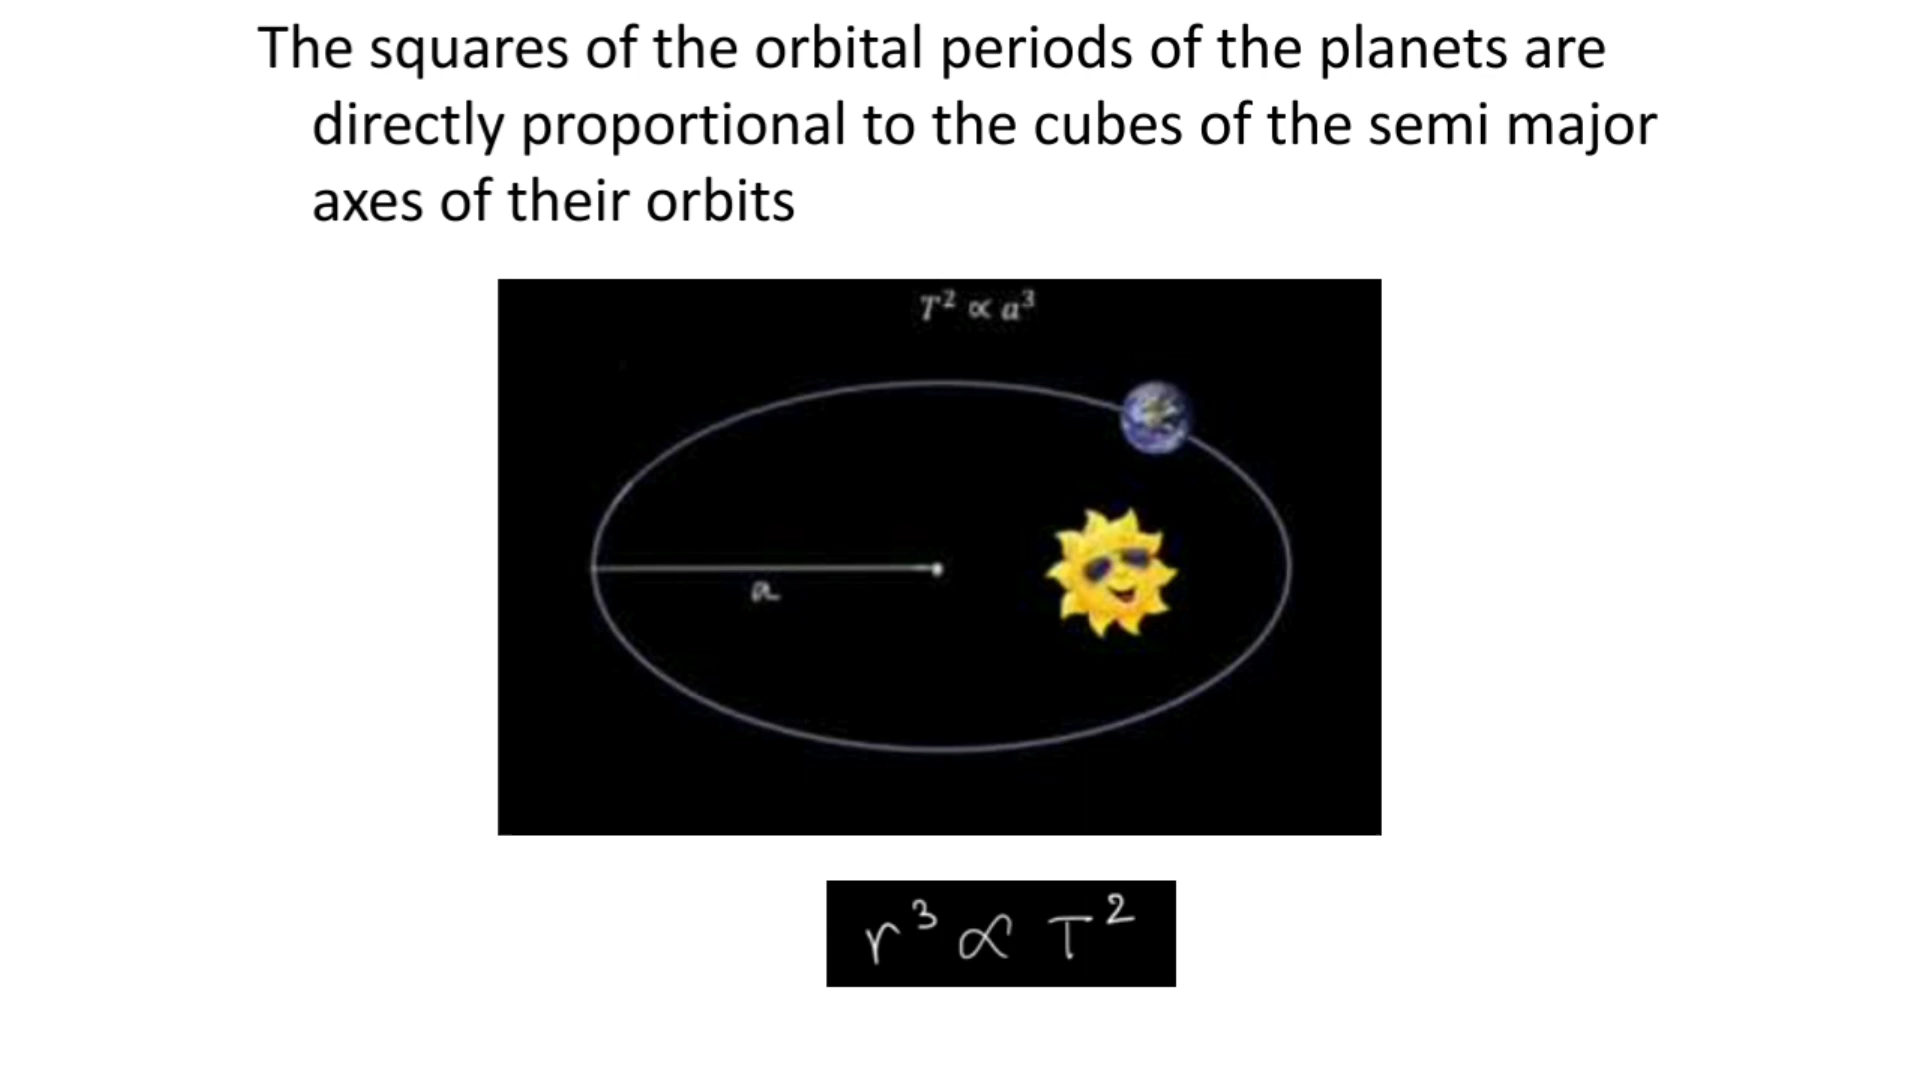 The squares of the orbital periods of the planets are
directly proportional to the cubes of the semi major
axes of their orbits
T² ∝ a³
a
r³ ∝ T²